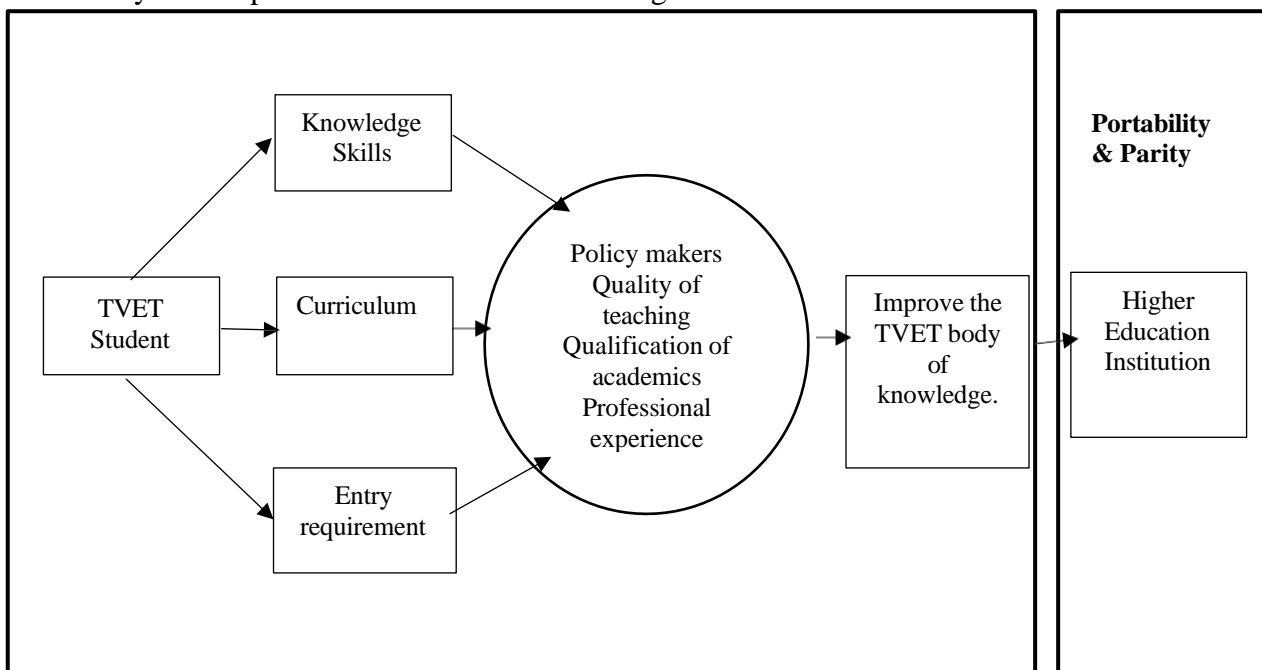 Knowledge
Skills
Portability
& Parity
TVET
Student
Curriculum
Entry
requirement
Policy makers
Quality of
teaching
Qualification of
academics
Professional
experience
Improve the
TVET body
of
knowledge.
Higher
Education
Institution